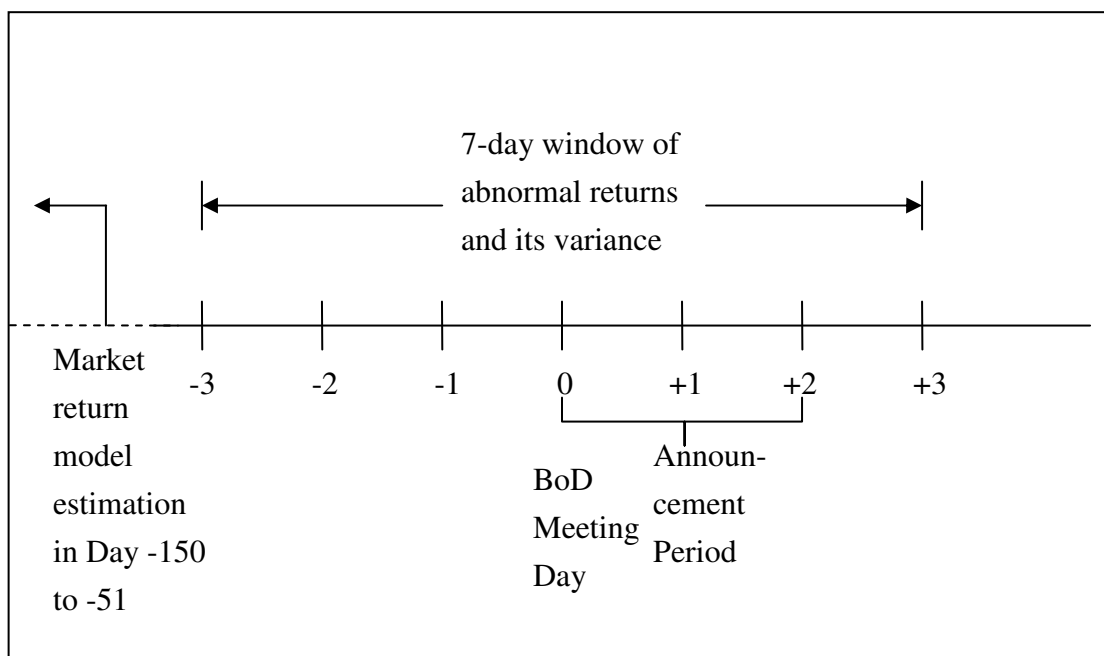 7-day window of
abnormal returns
and its variance
-3 -2 -1 0 +1 +2 +3
Market
return
model
estimation
in Day -150
to -51
BoD
Meeting
Day
Announ-
cement
Period